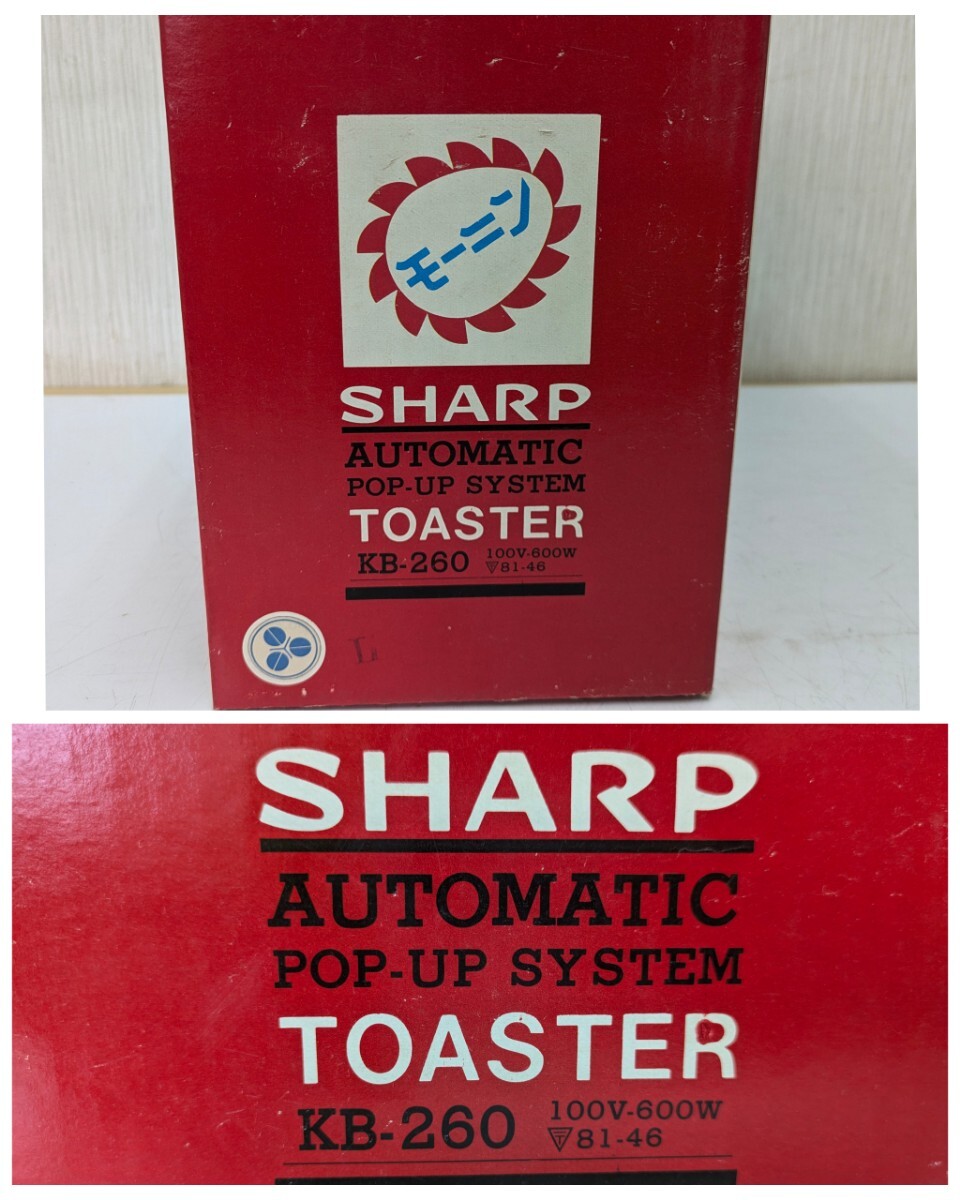 モーニン
SHARP
AUTOMATIC
POP-UP SYSTEM
TOASTER
KB-260
100V-600W
81-46
L
SHARP
AUTOMATIC
POP-UP SYSTEM
TOASTER
KB-260
100V-600W
81-46